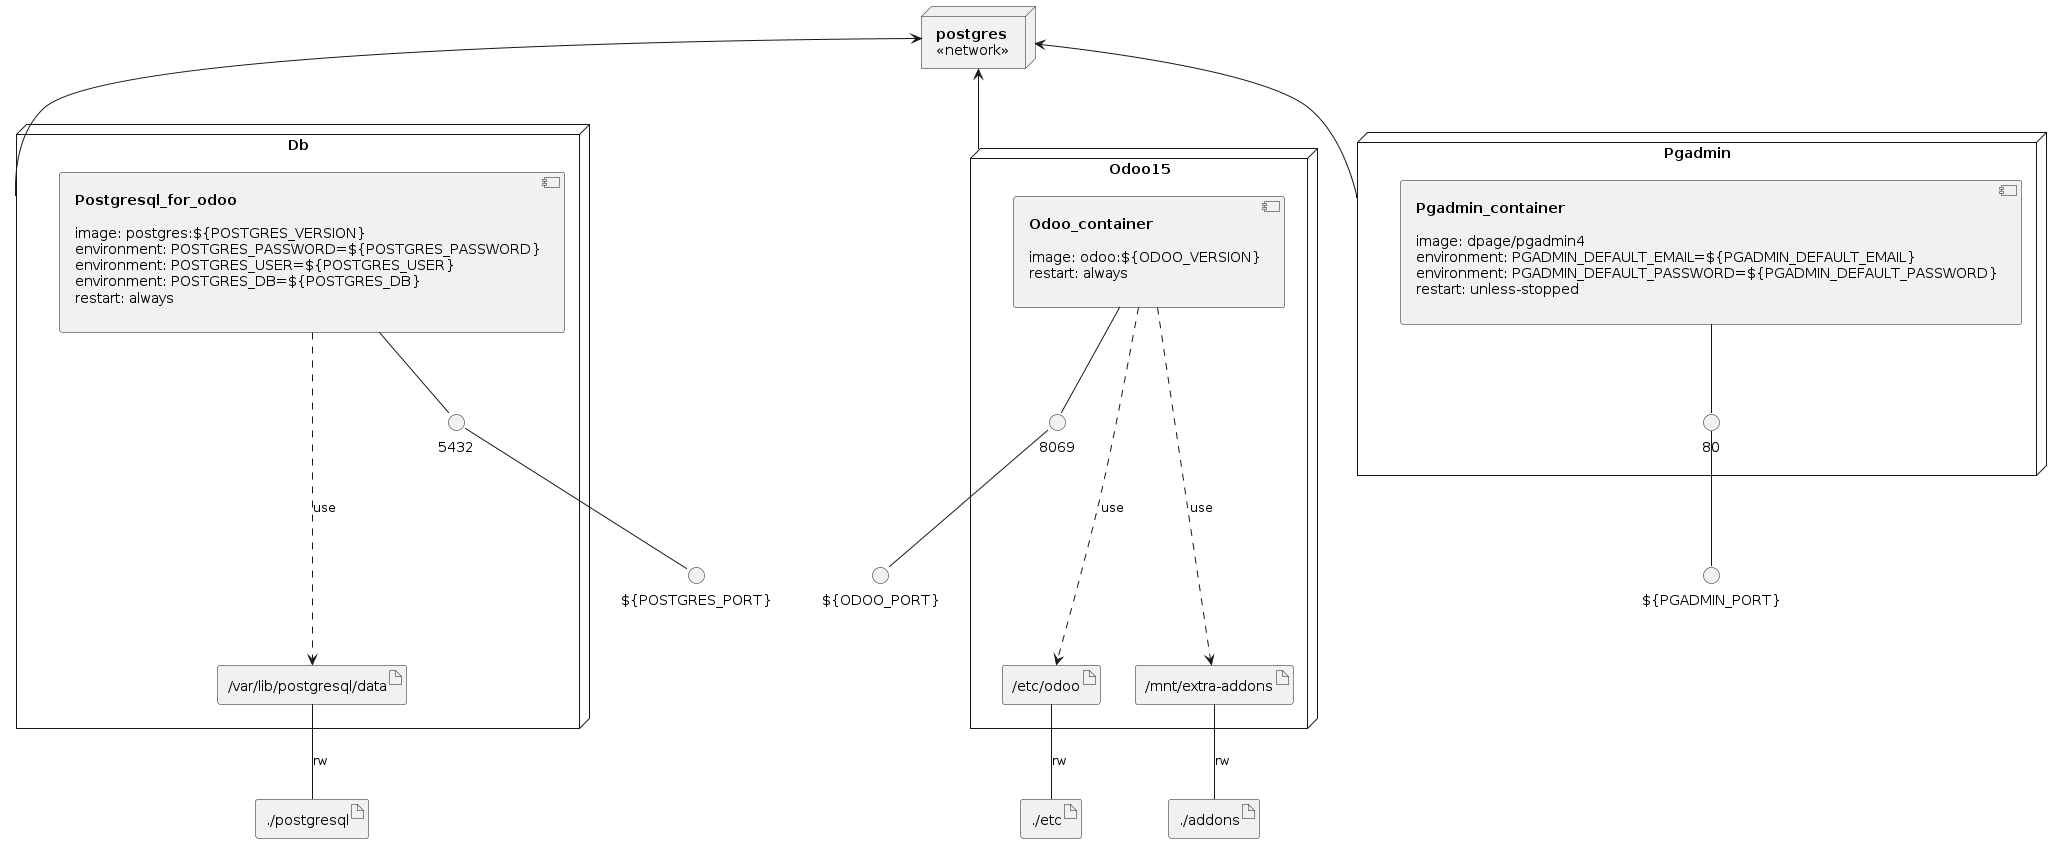 postgres
«network»
Db
Postgresql_for_odoo
image: postgres:${POSTGRES_VERSION}
environment: POSTGRES_PASSWORD=${POSTGRES_PASSWORD}
environment: POSTGRES_USER=${POSTGRES_USER}
environment: POSTGRES_DB=${POSTGRES_DB}
restart: always
5432
use
${POSTGRES_PORT}
/var/lib/postgresql/data
rw
./postgresql
Odoo15
Odoo_container
image: odoo:${ODOO_VERSION}
restart: always
8069
use
use
${ODOO_PORT}
/etc/odoo
/mnt/extra-addons
rw
rw
./etc
./addons
Pgadmin
Pgadmin_container
image: dpage/pgadmin4
environment: PGADMIN_DEFAULT_EMAIL=${PGADMIN_DEFAULT_EMAIL}
environment: PGADMIN_DEFAULT_PASSWORD=${PGADMIN_DEFAULT_PASSWORD}
restart: unless-stopped
80
${PGADMIN_PORT}